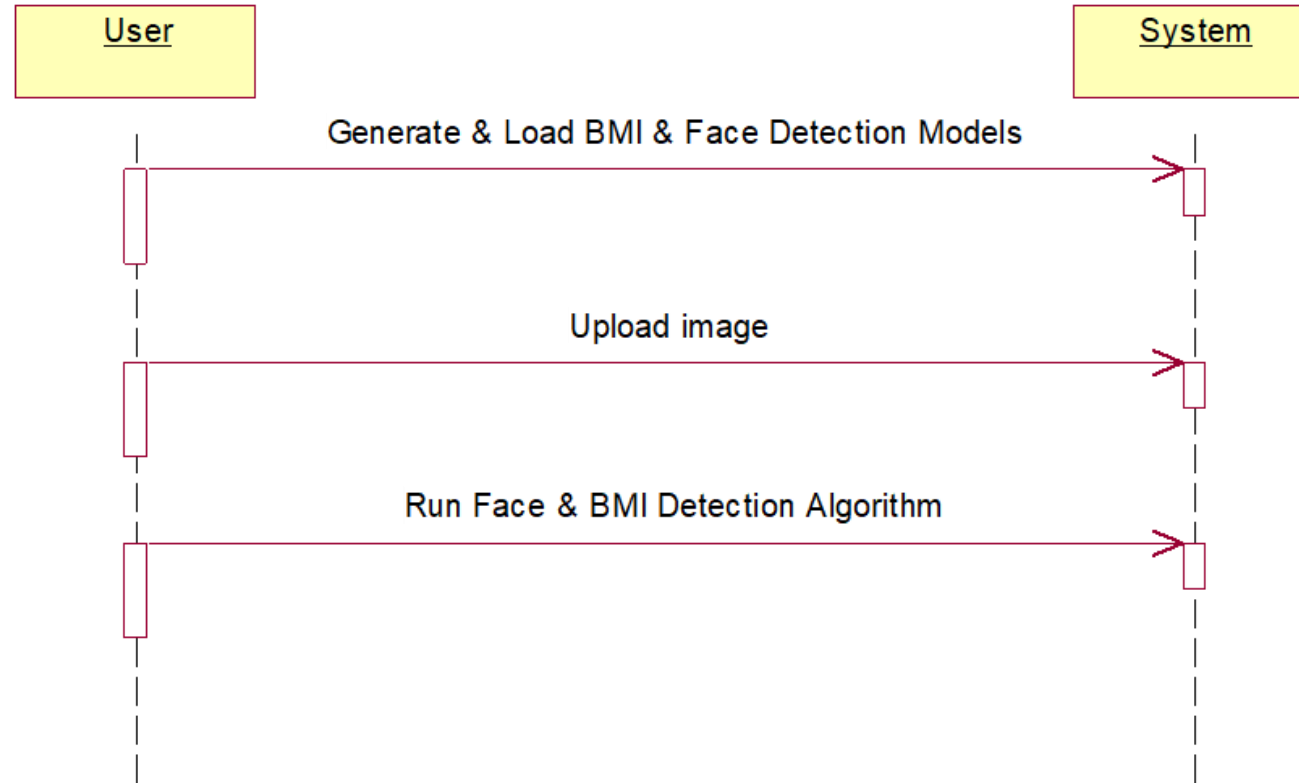 User
System
Generate & Load BMI & Face Detection Models
Upload image
Run Face & BMI Detection Algorithm